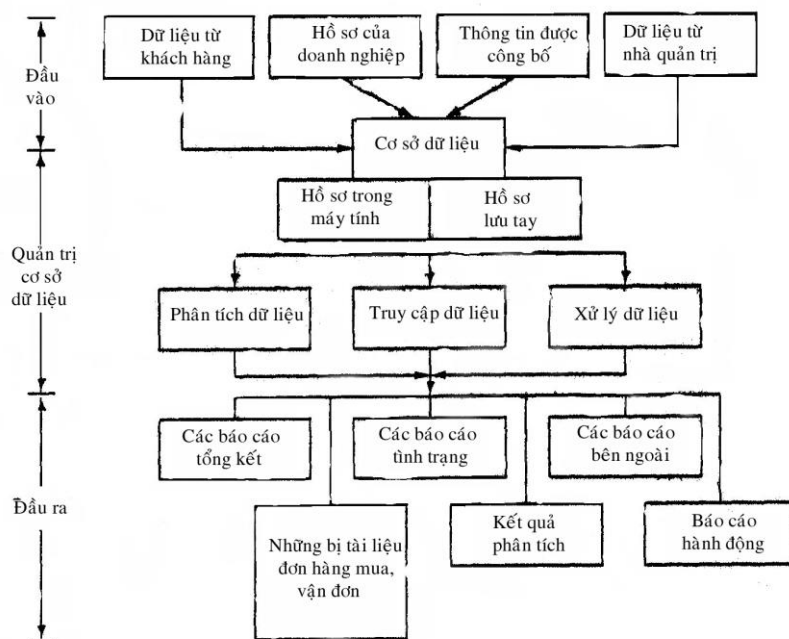 Dữ liệu từ
khách hàng
Hồ sơ của
doanh nghiệp
Thông tin được
công bố
Dữ liệu từ
nhà quản trị
Đầu
vào
Cơ sở dữ liệu
Hồ sơ trong
máy tính
Hồ sơ
lưu tay
Quản trị
cơ sở
dữ liệu
Phân tích dữ liệu
Truy cập dữ liệu
Xử lý dữ liệu
Các báo cáo
tổng kết
Các báo cáo
tình trạng
Các báo cáo
bên ngoài
Đầu ra
Những bị tài liệu
đơn hàng mua,
vận đơn
Kết quả
phân tích
Báo cáo
hành động